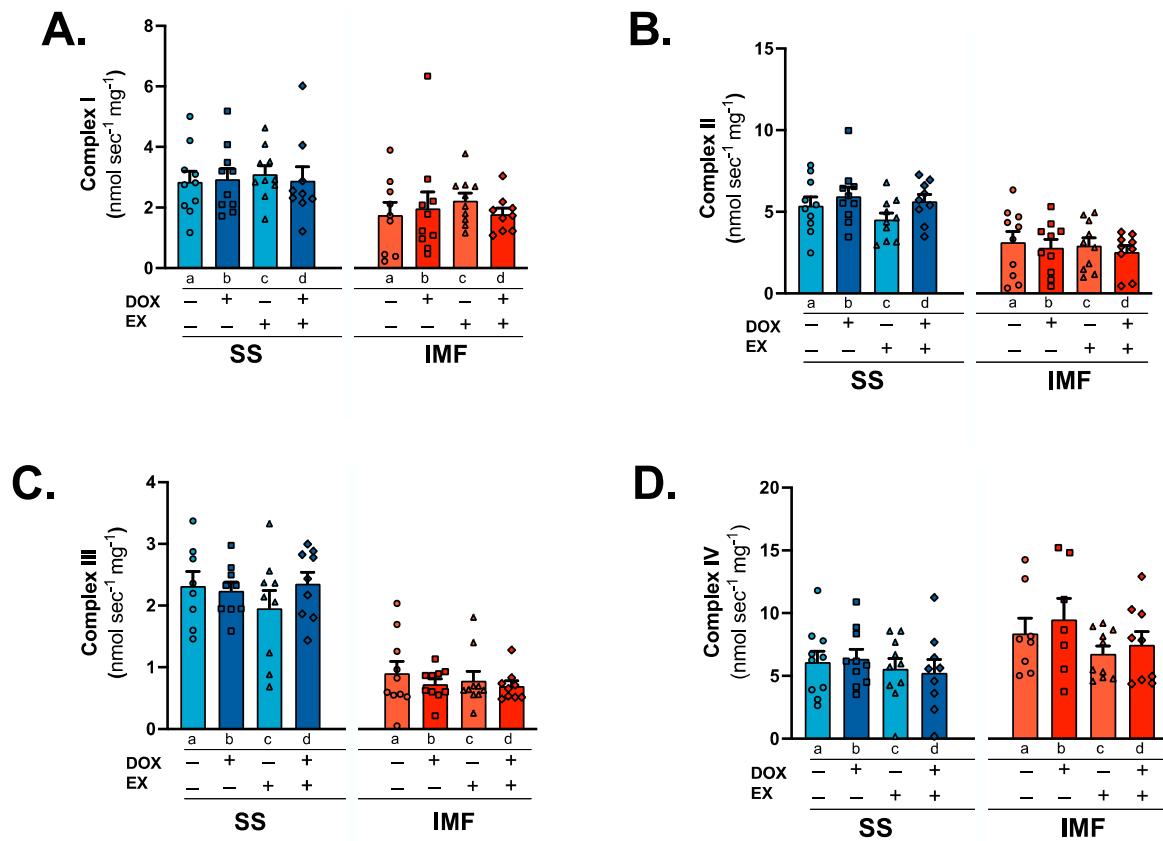 A.
Complex I
(nmol sec⁻¹ mg⁻¹)
8
6
4
2
0
a b c d a b c d
DOX – + – + – + – +
EX – – + + – – + +
SS IMF
B.
Complex II
(nmol sec⁻¹ mg⁻¹)
15
10
5
0
a b c d a b c d
DOX – + – + – + – +
EX – – + + – – + +
SS IMF
C.
Complex III
(nmol sec⁻¹ mg⁻¹)
4
3
2
1
0
a b c d a b c d
DOX – + – + – + – +
EX – – + + – – + +
SS IMF
D.
Complex IV
(nmol sec⁻¹ mg⁻¹)
20
15
10
5
0
a b c d a b c d
DOX – + – + – + – +
EX – – + + – – + +
SS IMF